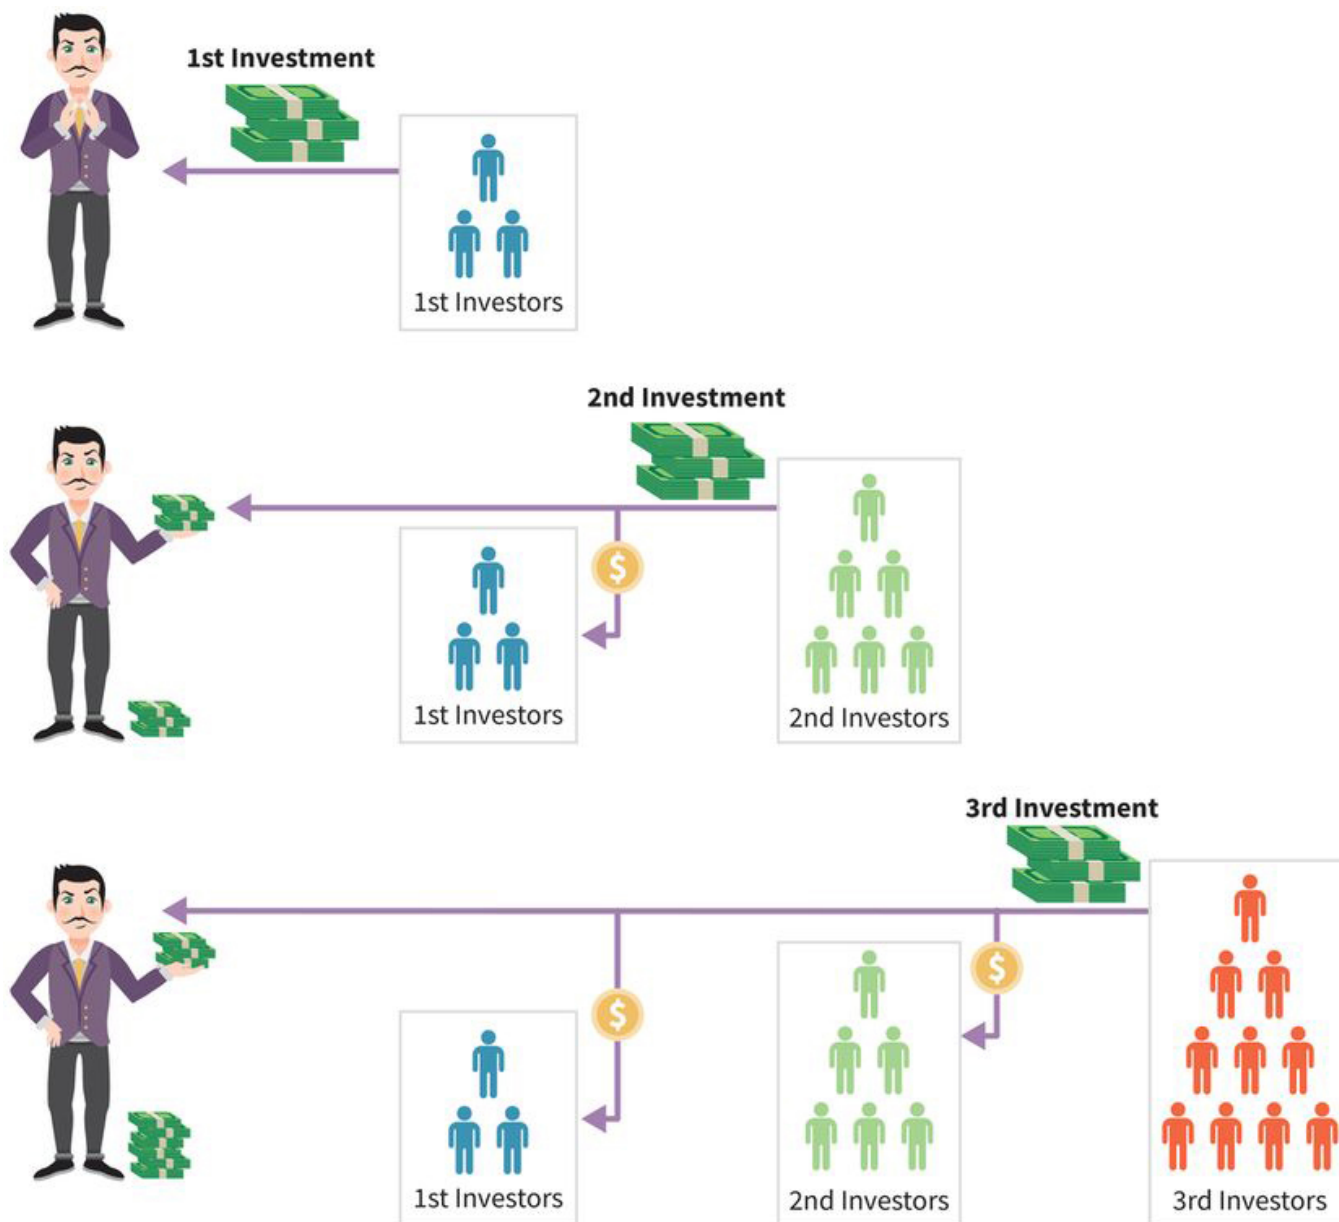 1st Investment
1st Investors
2nd Investment
$
1st Investors
2nd Investors
3rd Investment
$
$
1st Investors
2nd Investors
3rd Investors